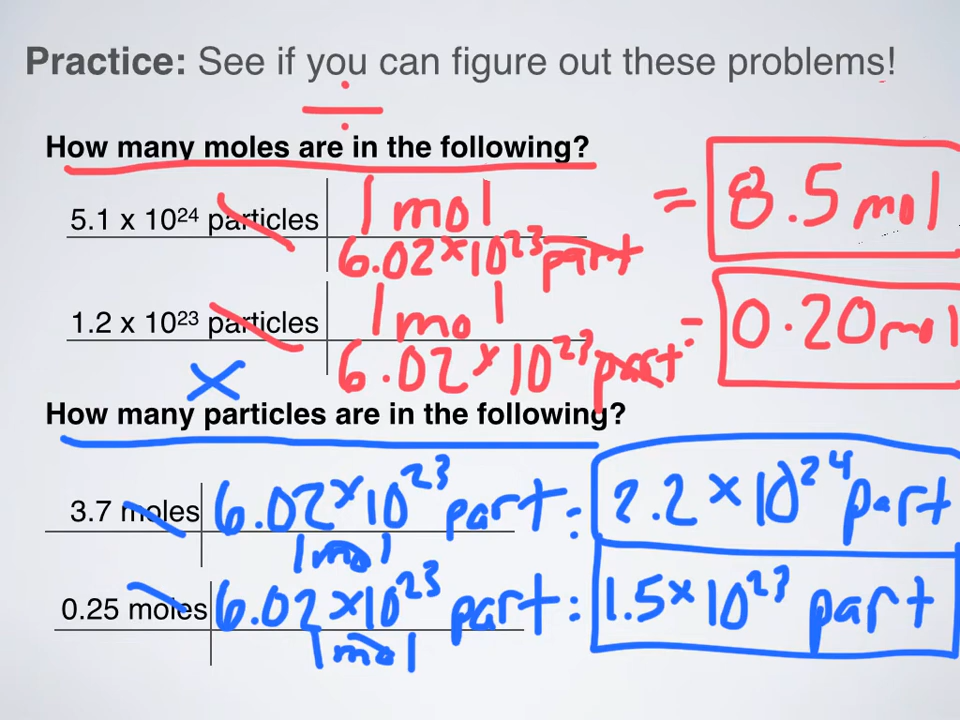 Practice: See if you can figure out these problems!
÷
How many moles are in the following?
5.1 x 10²⁴ particles 1 mol = 8.5 mol
6.02 x 10²³ part
1.2 x 10²³ particles 1 mol = 0.20 mol
6.02 x 10²³ part
X
How many particles are in the following?
3.7 moles 6.02 x 10²³ part = 2.2 x 10²⁴ part
1 mol
0.25 moles 6.02 x 10²³ part = 1.5 x 10²³ part
1 mol